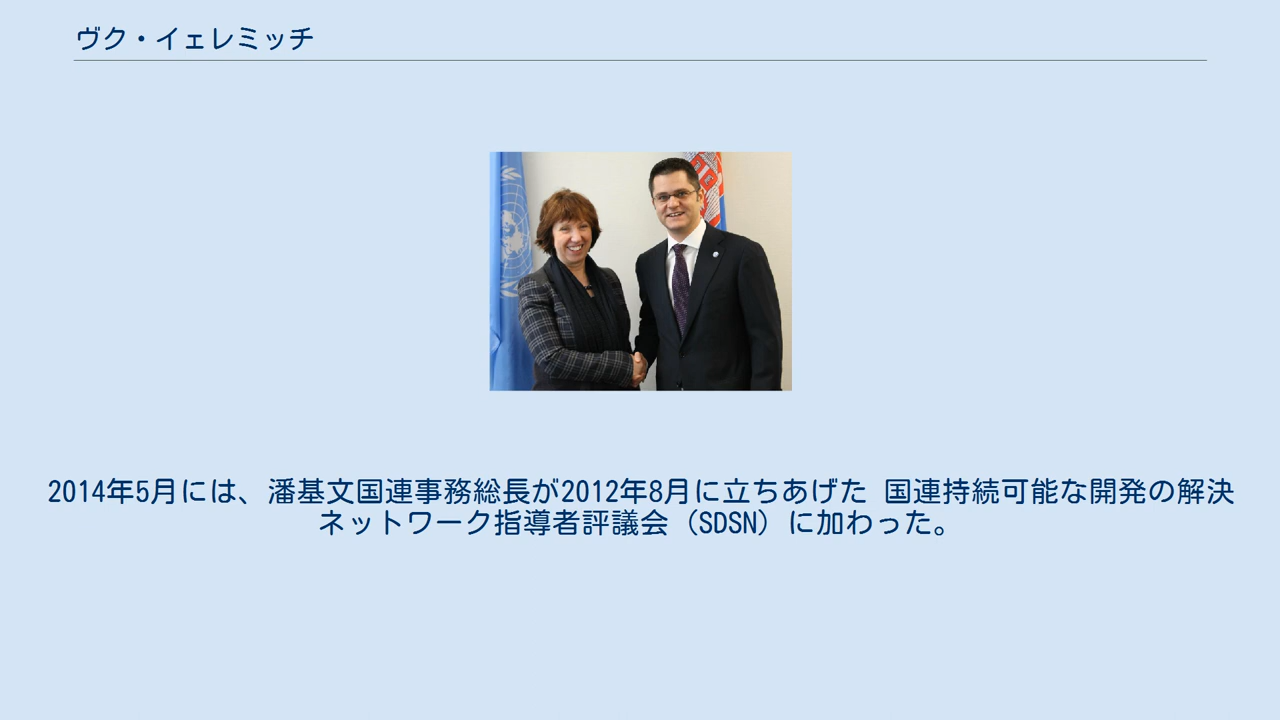 ヴク・イェレミッチ
2014年5月には、潘基文国連事務総長が2012年8月に立ちあげた 国連持続可能な開発の解決
ネットワーク指導者評議会（SDSN）に加わった。